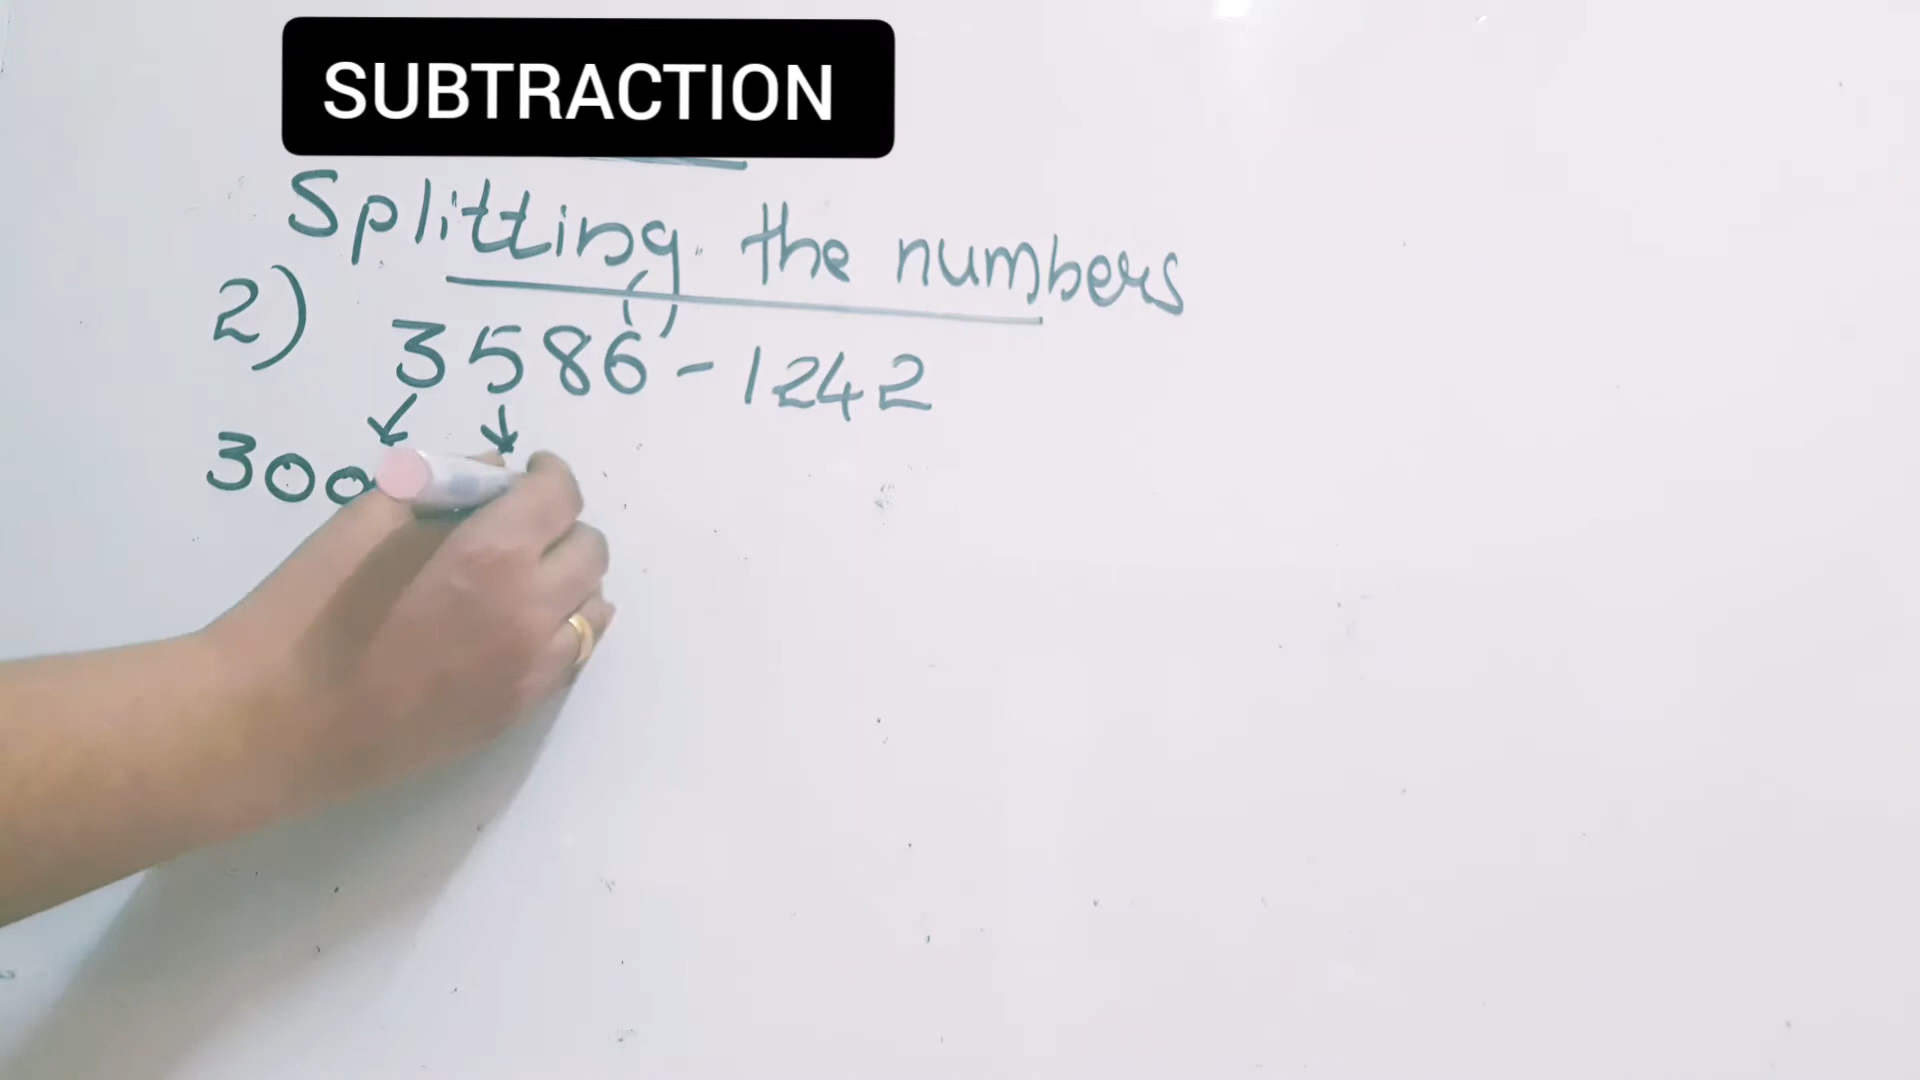 SUBTRACTION
Splitting the numbers
2) 3586 - 1242
300